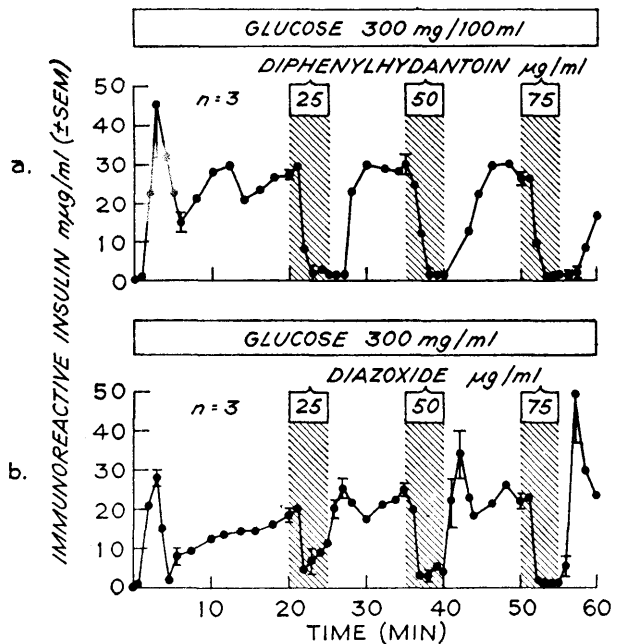 GLUCOSE 300 mg/100ml
DIPHENYLHYDANTOIN μg/ml
n=3
25
50
75
50
40
30
20
10
0
a.
IMMUNOREACTIVE INSULIN mμg/ml (±SEM)
GLUCOSE 300 mg/ml
DIAZOXIDE μg/ml
n=3
25
50
75
50
40
30
20
10
0
b.
10 20 30 40 50 60
TIME (MIN)